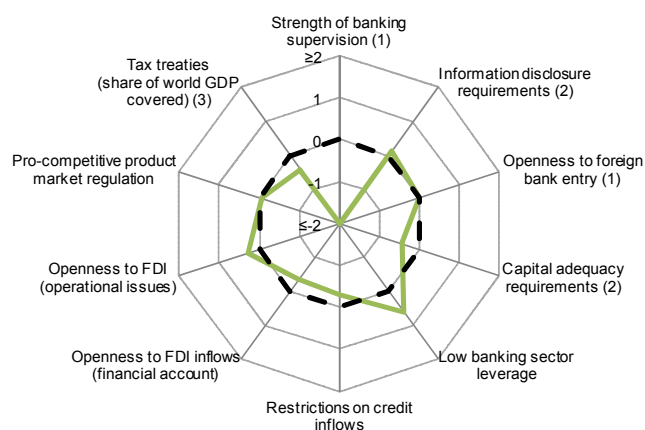 Strength of banking
supervision (1)
Tax treaties
(share of world GDP
covered) (3)
≥2
1
0
-1
≤-2
Information disclosure
requirements (2)
Pro-competitive product
market regulation
Openness to foreign
bank entry (1)
Openness to FDI
(operational issues)
Capital adequacy
requirements (2)
Openness to FDI inflows
(financial account)
Low banking sector
leverage
Restrictions on credit
inflows